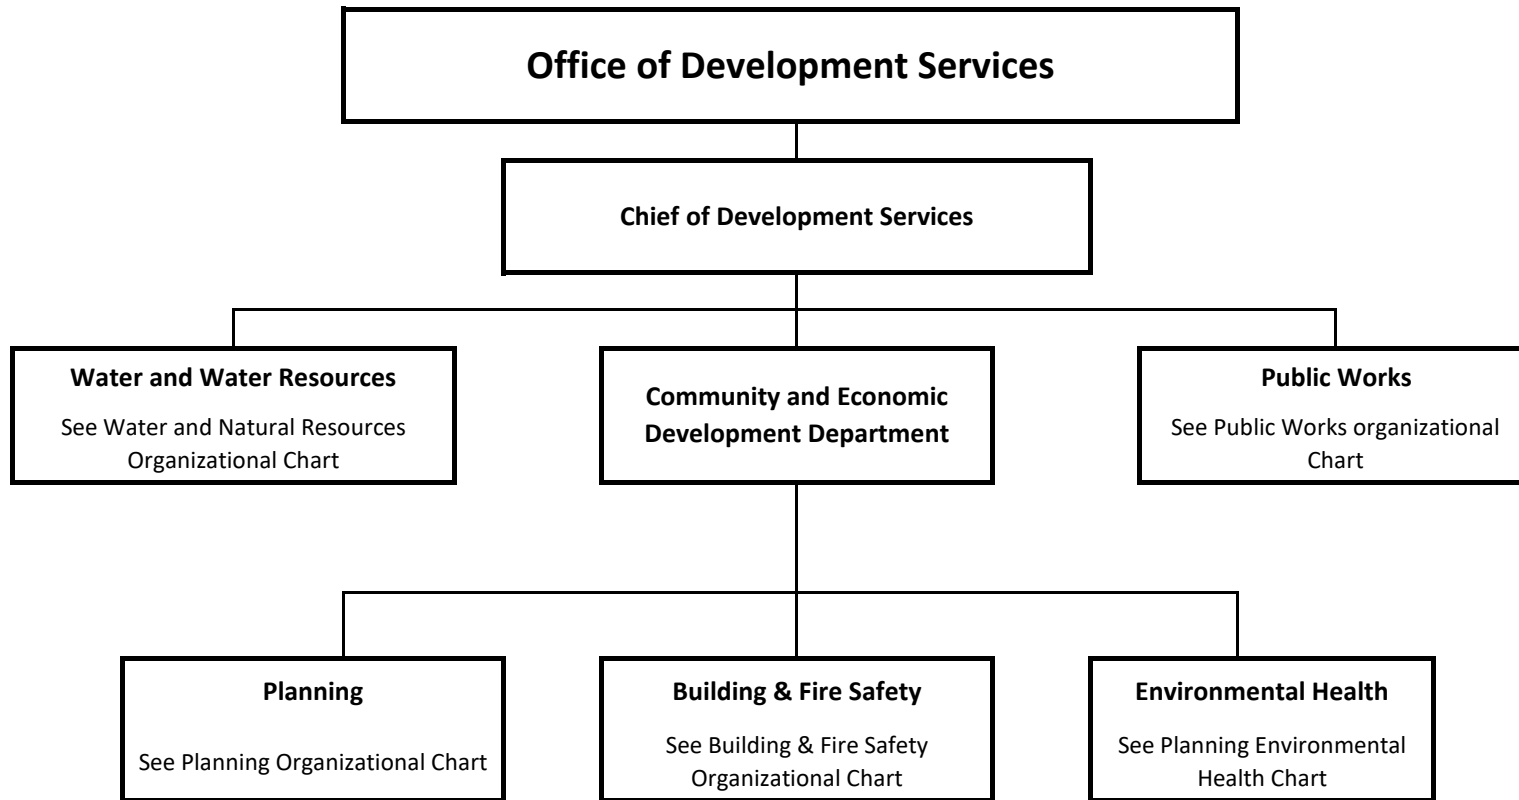 Office of Development Services
Chief of Development Services
Water and Water Resources
See Water and Natural Resources
Organizational Chart
Community and Economic
Development Department
Public Works
See Public Works organizational
Chart
Planning
See Planning Organizational Chart
Building & Fire Safety
See Building & Fire Safety
Organizational Chart
Environmental Health
See Planning Environmental
Health Chart